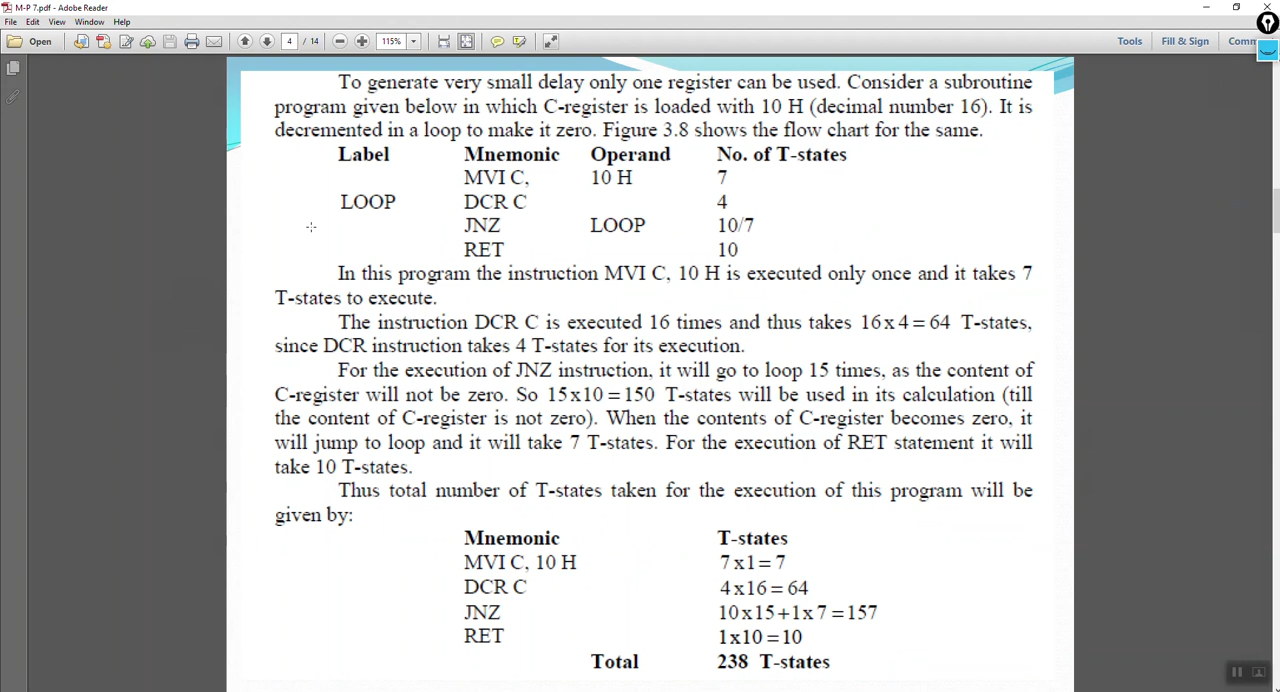 M-P 7.pdf - Adobe Reader
File Edit View Window Help
Open 4 / 14 115% Tools Fill & Sign Comm
To generate very small delay only one register can be used. Consider a subroutine
program given below in which C-register is loaded with 10 H (decimal number 16). It is
decremented in a loop to make it zero. Figure 3.8 shows the flow chart for the same.
Label Mnemonic Operand No. of T-states
MVI C, 10 H 7
LOOP DCR C 4
JNZ LOOP 10/7
RET 10
In this program the instruction MVI C, 10 H is executed only once and it takes 7
T-states to execute.
The instruction DCR C is executed 16 times and thus takes 16 x 4 = 64 T-states,
since DCR instruction takes 4 T-states for its execution.
For the execution of JNZ instruction, it will go to loop 15 times, as the content of
C-register will not be zero. So 15 x 10 = 150 T-states will be used in its calculation (till
the content of C-register is not zero). When the contents of C-register becomes zero, it
will jump to loop and it will take 7 T-states. For the execution of RET statement it will
take 10 T-states.
Thus total number of T-states taken for the execution of this program will be
given by:
Mnemonic T-states
MVI C, 10 H 7 x 1 = 7
DCR C 4 x 16 = 64
JNZ 10 x 15 + 1 x 7 = 157
RET 1 x 10 = 10
Total 238 T-states